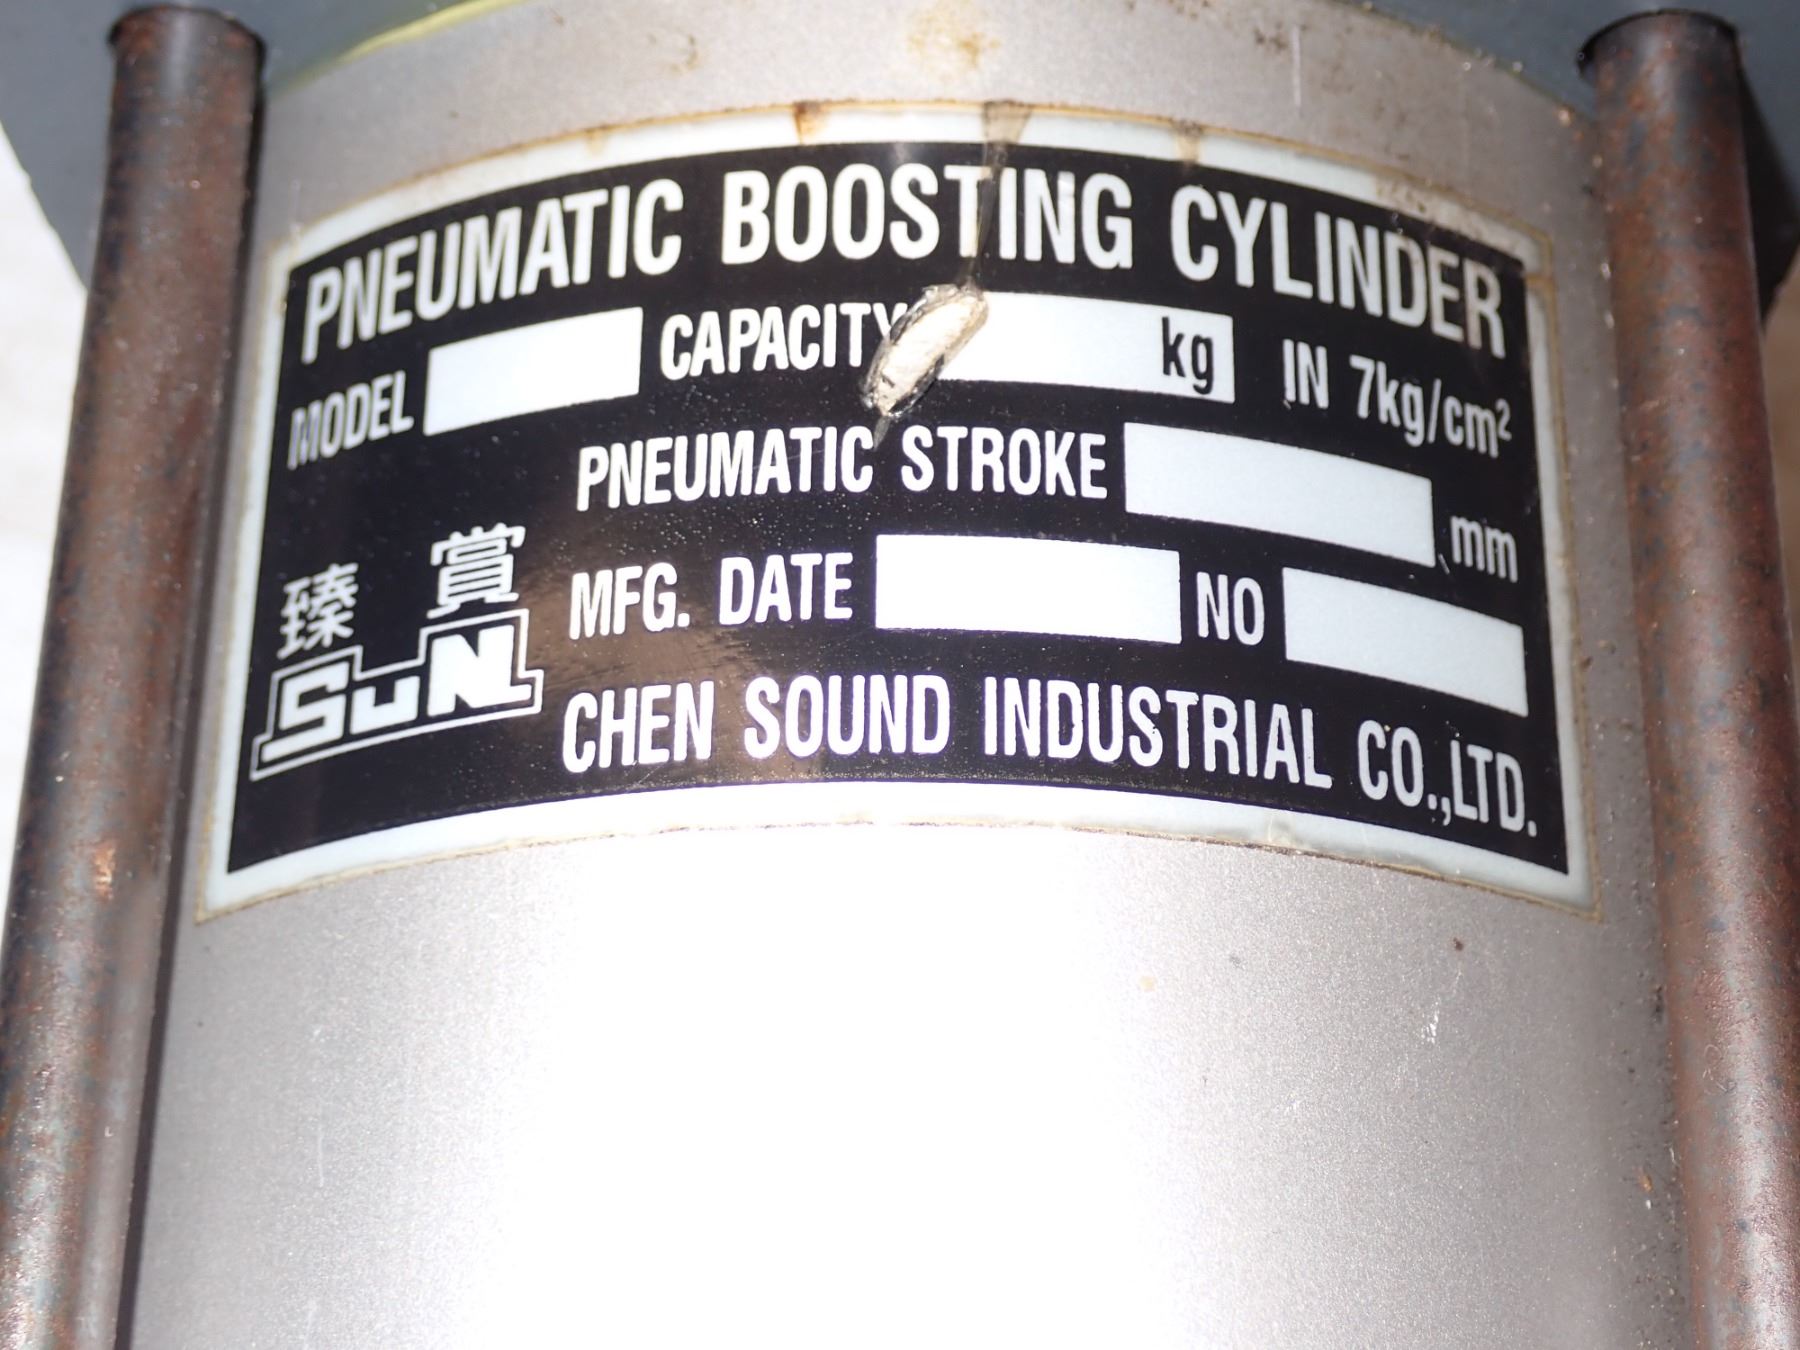 PNEUMATIC BOOSTING CYLINDER
MODEL CAPACITY kg IN 7kg/cm²
PNEUMATIC STROKE mm
臻賞
SUN
MFG. DATE NO
CHEN SOUND INDUSTRIAL CO.,LTD.